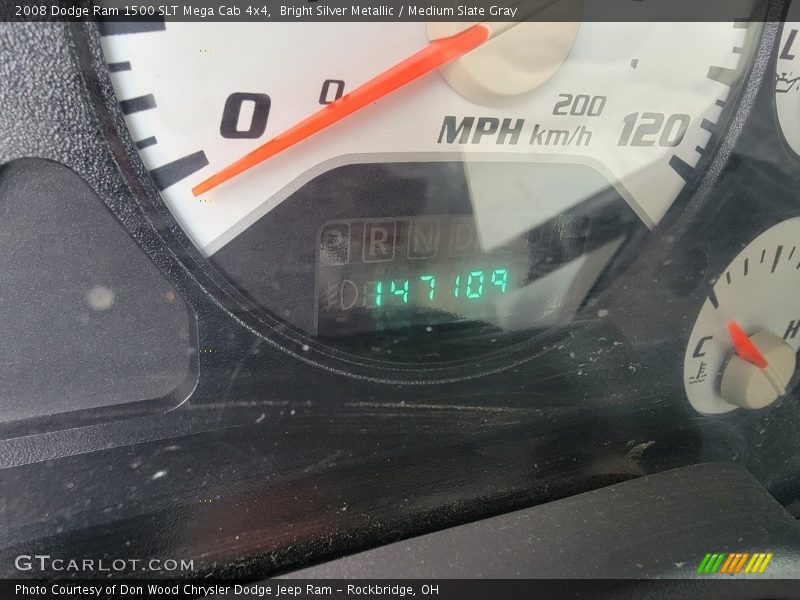 2008 Dodge Ram 1500 SLT Mega Cab 4x4,  Bright Silver Metallic / Medium Slate Gray
0 0 200 120
MPH km/h
P R N D
147109
C H
L
GTCARLOT.COM
Photo Courtesy of Don Wood Chrysler Dodge Jeep Ram – Rockbridge, OH